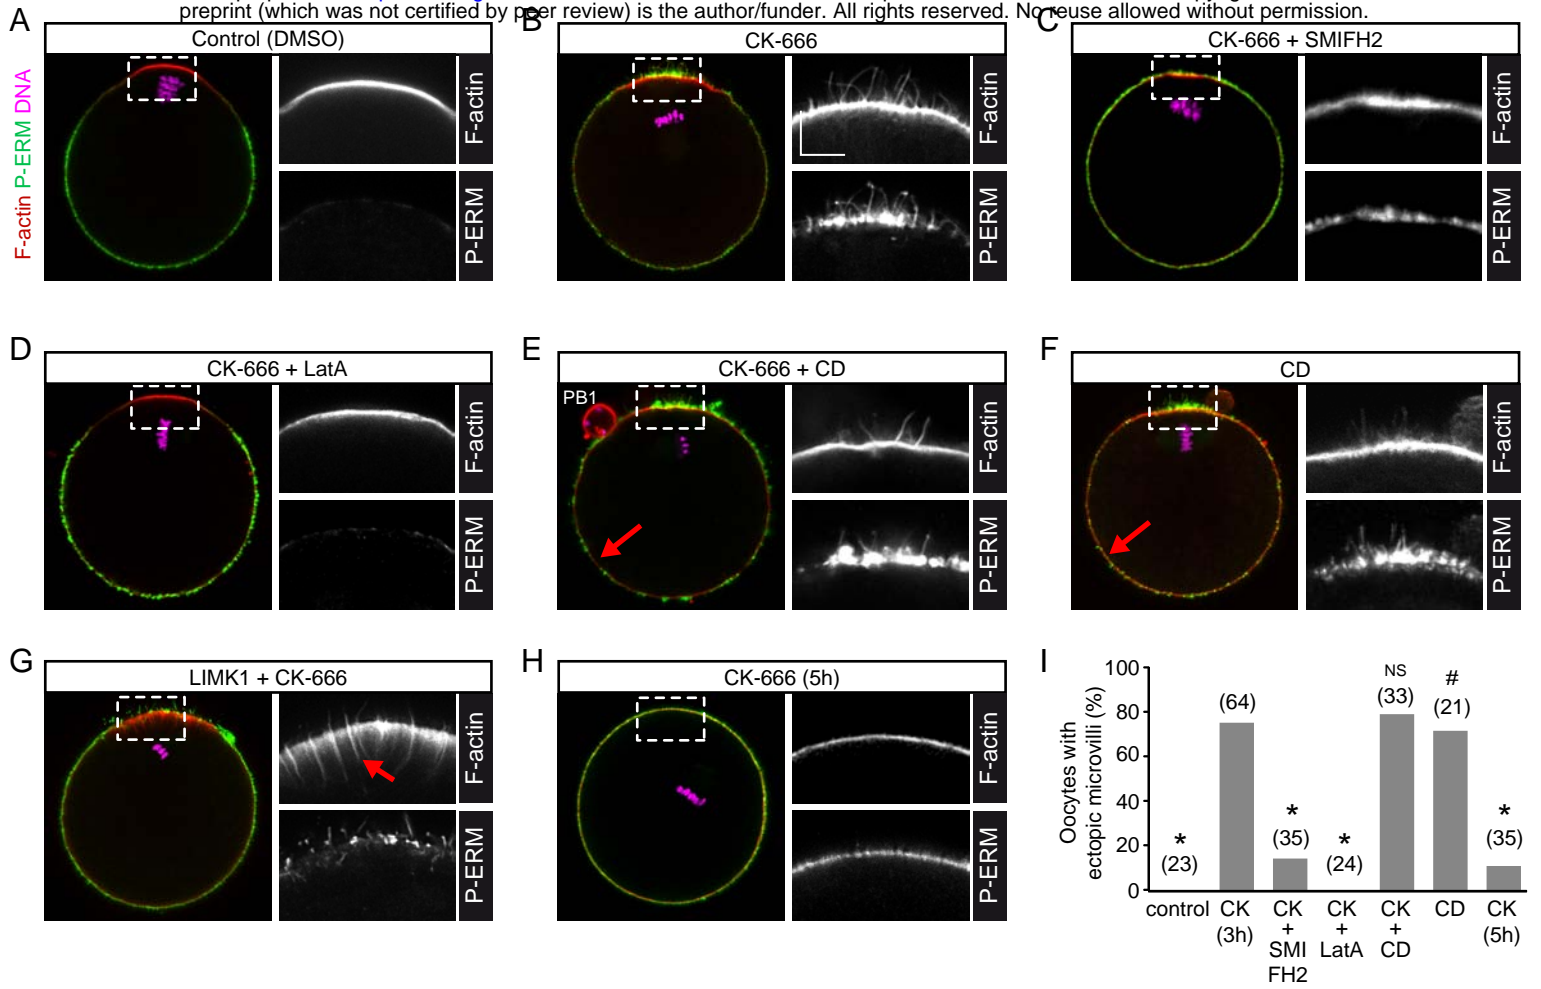 preprint (which was not certified by peer review) is the author/funder. All rights reserved. No reuse allowed without permission.
A
Control (DMSO)
F-actin P-ERM DNA
F-actin
P-ERM
B
CK-666
F-actin
P-ERM
C
CK-666 + SMIFH2
F-actin
P-ERM
D
CK-666 + LatA
F-actin
P-ERM
E
CK-666 + CD
PB1
F-actin
P-ERM
F
CD
F-actin
P-ERM
G
LIMK1 + CK-666
F-actin
P-ERM
H
CK-666 (5h)
F-actin
P-ERM
I
Oocytes with
ectopic microvilli (%)
100
80
60
40
20
0
*
(23)
(64)
*
(35)
*
(24)
NS
(33)
#
(21)
*
(35)
control
CK
(3h)
CK
+
SMI
FH2
CK
+
LatA
CK
+
CD
CD
CK
(5h)